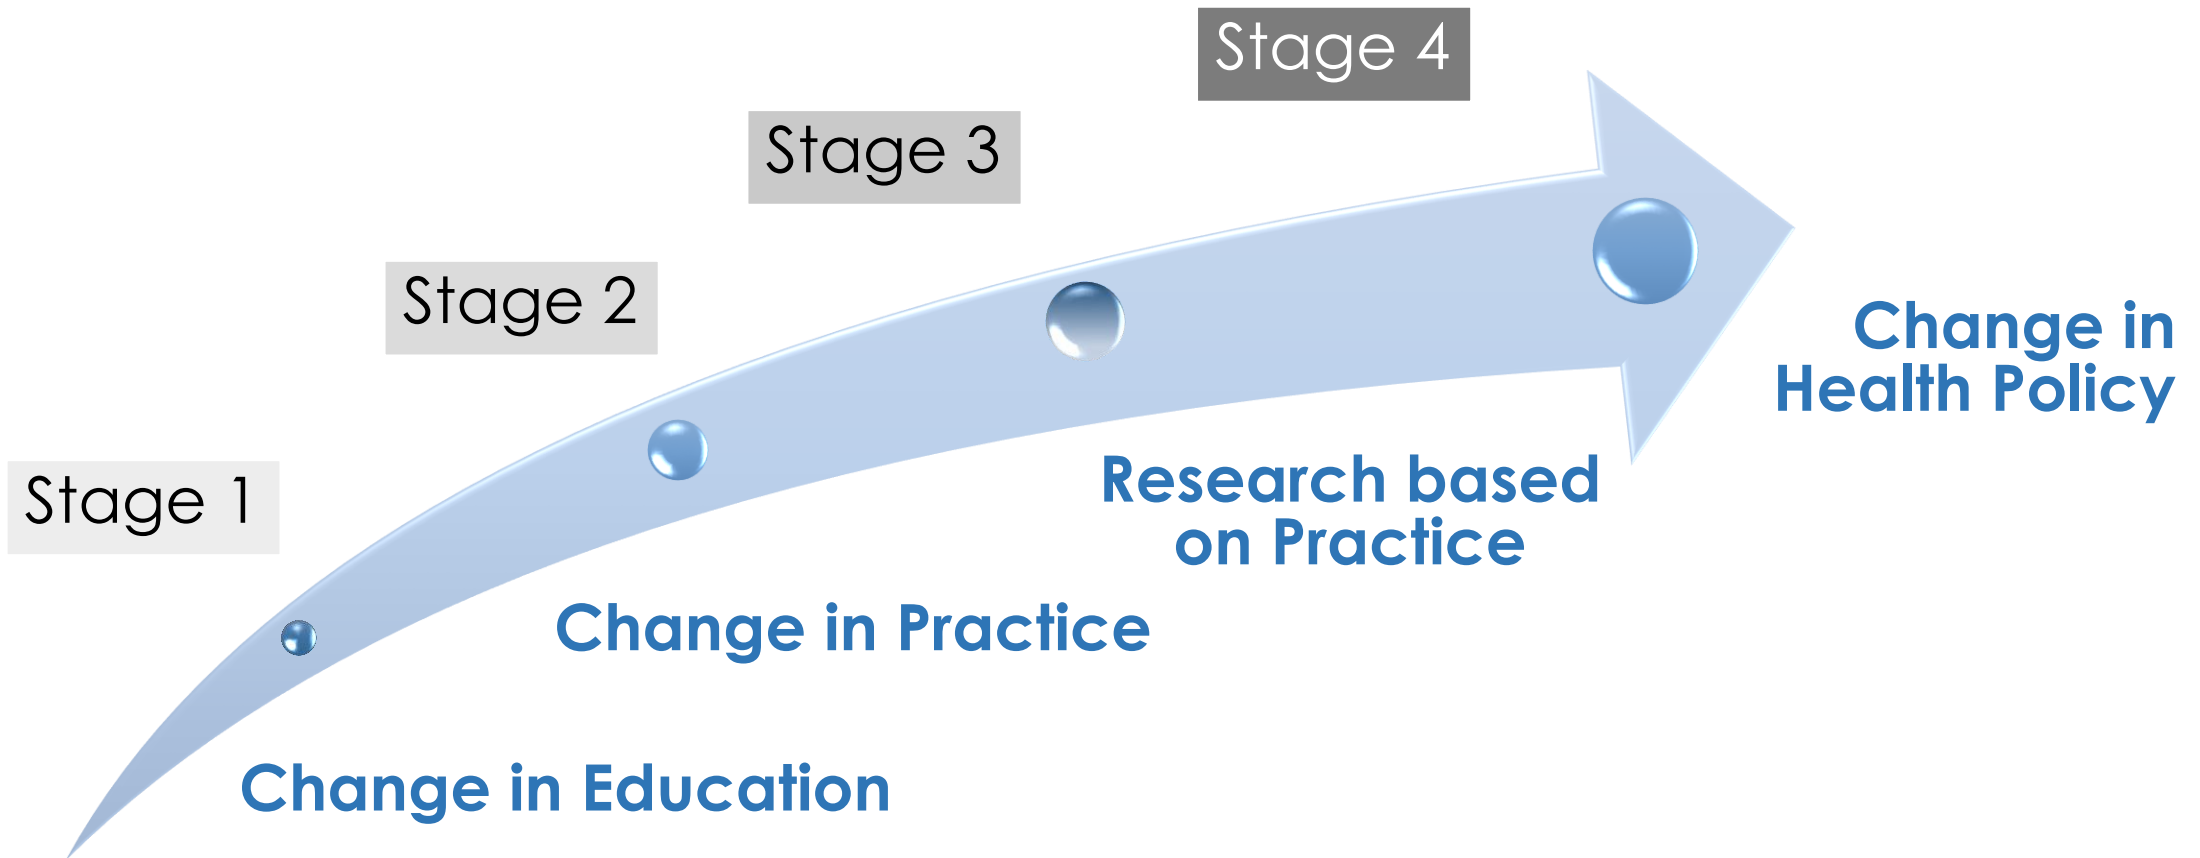 Stage 1
Change in Education
Stage 2
Change in Practice
Stage 3
Research based
on Practice
Stage 4
Change in
Health Policy